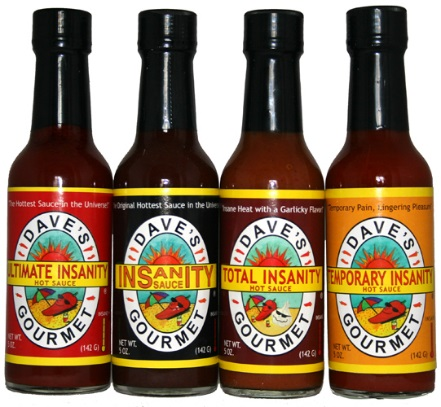 "The Hottest Sauce in the Universe"
DAVE'S
ULTIMATE INSANITY
HOT SAUCE
GOURMET
NET WT.
5 OZ.
(142 G)
Original Hottest Sauce in the Universe
DAVE'S
INSANITY
SAUCE
GOURMET
NET WT.
5 OZ.
(142 G)
"Insane Heat with a Garlicky Flavor"
DAVE'S
TOTAL INSANITY
HOT SAUCE
GOURMET
NET WT.
5 OZ.
(142 G)
"Temporary Pain, Lingering Pleasure"
DAVE'S
TEMPORARY INSANITY
HOT SAUCE
GOURMET
NET WT.
5 OZ.
(142 G)